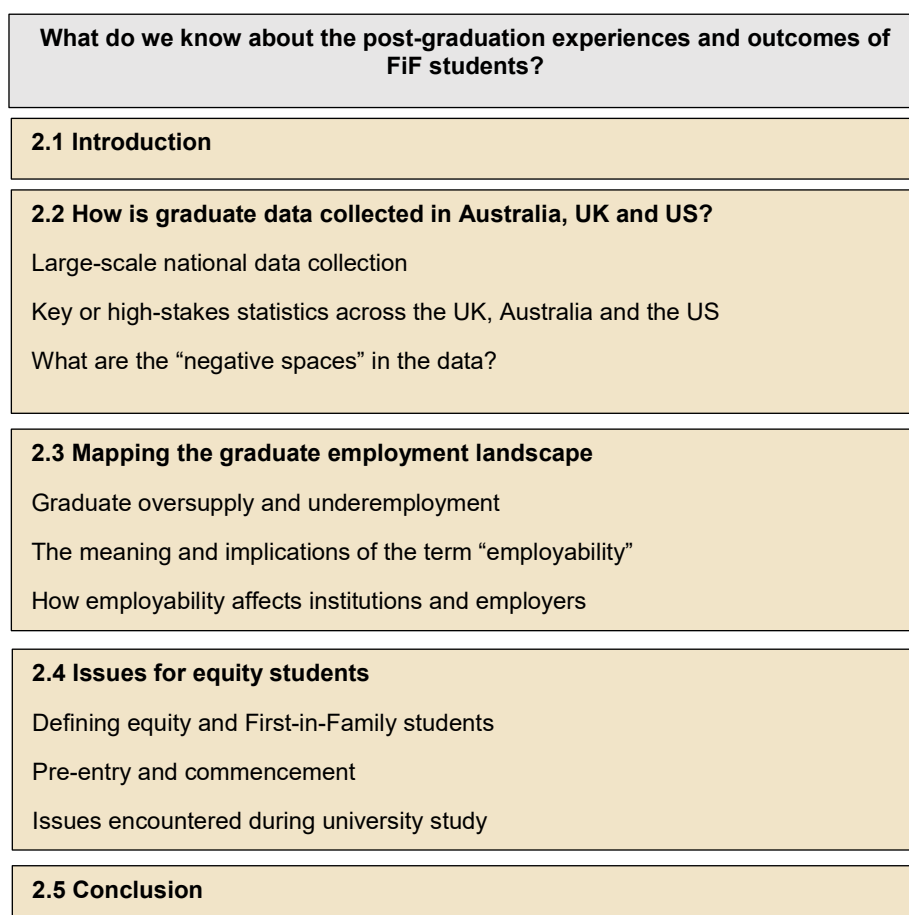 What do we know about the post-graduation experiences and outcomes of
FiF students?
2.1 Introduction
2.2 How is graduate data collected in Australia, UK and US?
Large-scale national data collection
Key or high-stakes statistics across the UK, Australia and the US
What are the “negative spaces” in the data?
2.3 Mapping the graduate employment landscape
Graduate oversupply and underemployment
The meaning and implications of the term “employability”
How employability affects institutions and employers
2.4 Issues for equity students
Defining equity and First-in-Family students
Pre-entry and commencement
Issues encountered during university study
2.5 Conclusion